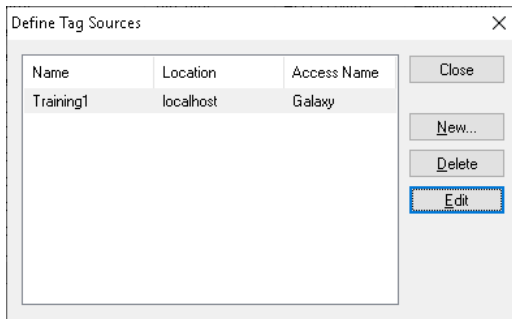 Define Tag Sources
Name Location Access Name
Training1 localhost Galaxy
Close
New...
Delete
Edit